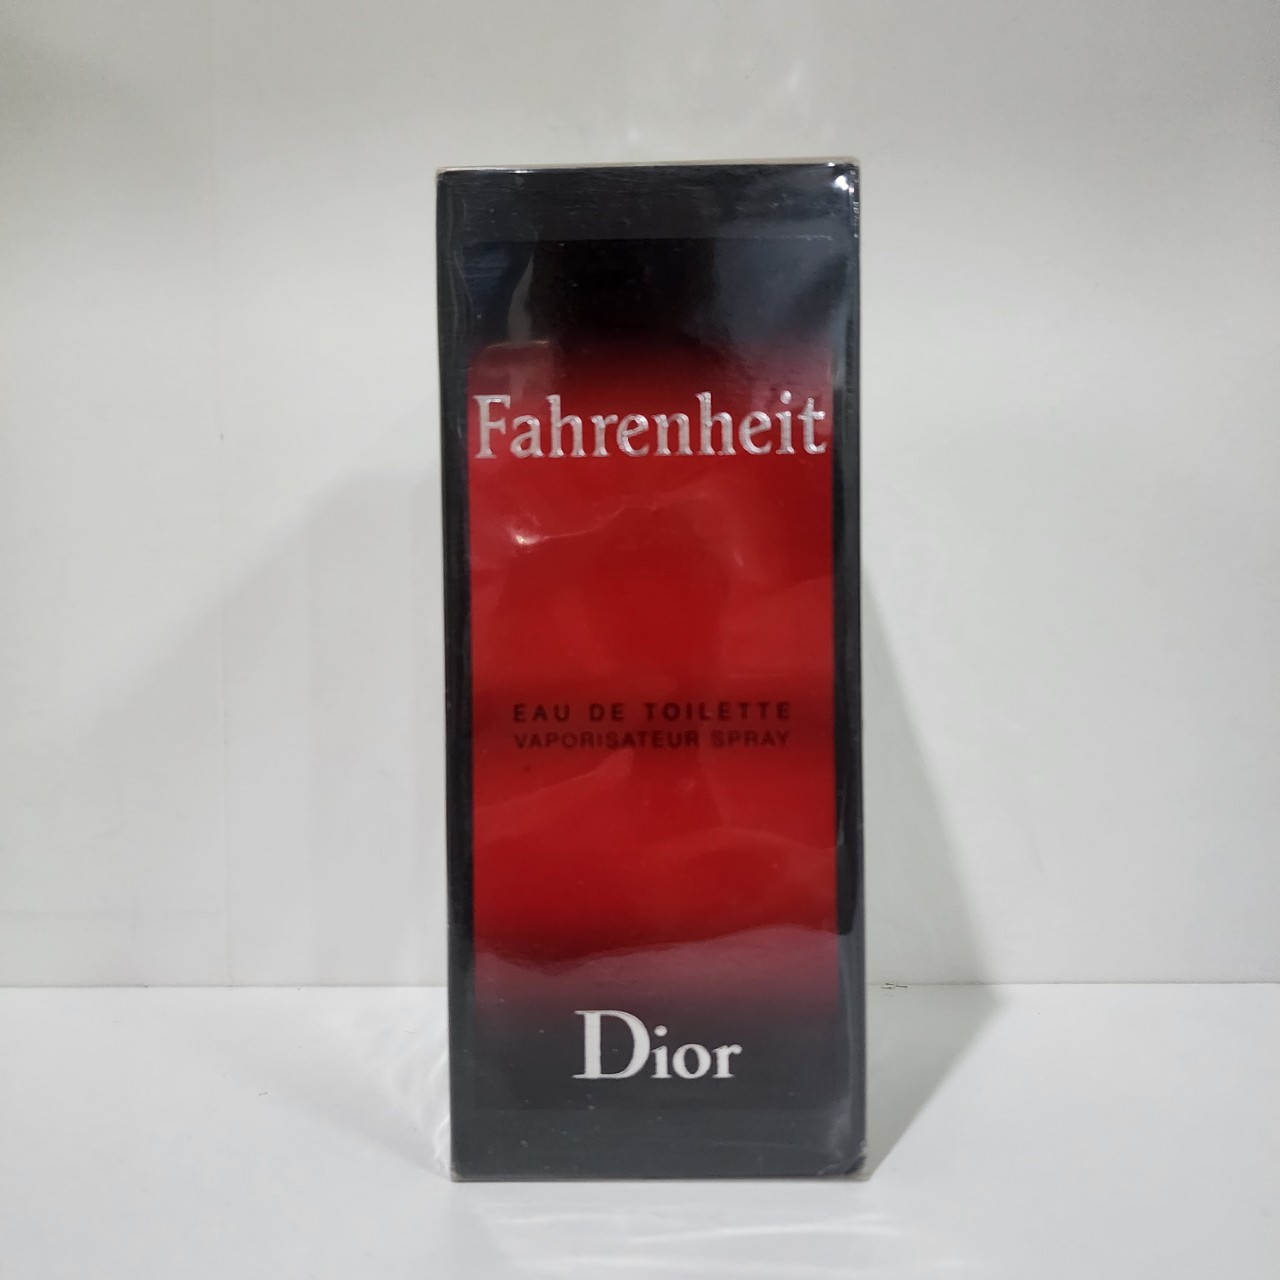 Fahrenheit
EAU DE TOILETTE
VAPORISATEUR SPRAY
Dior